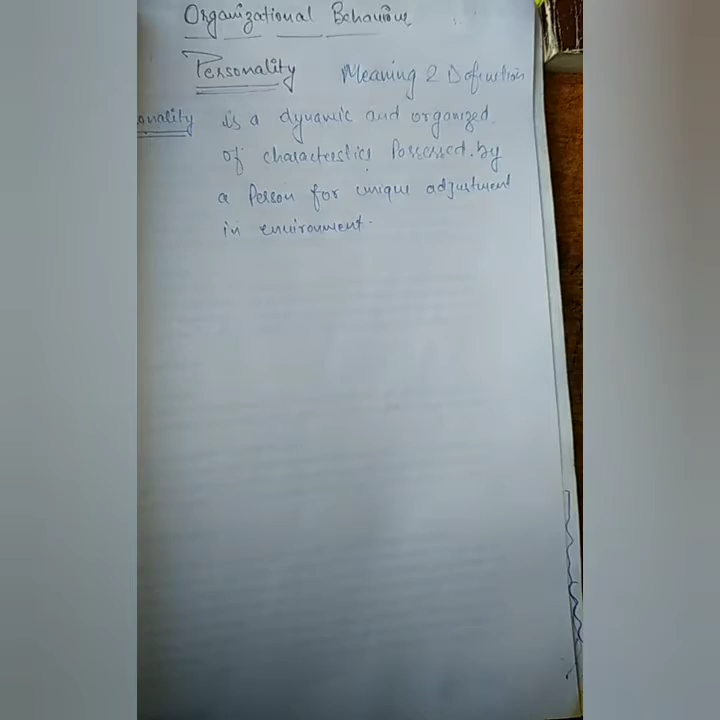 Organizational Behaviour
Personality Meaning & Definition
onality is a dynamic and organized
of characteristics Possessed by
a Person for unique adjustment
in environment.